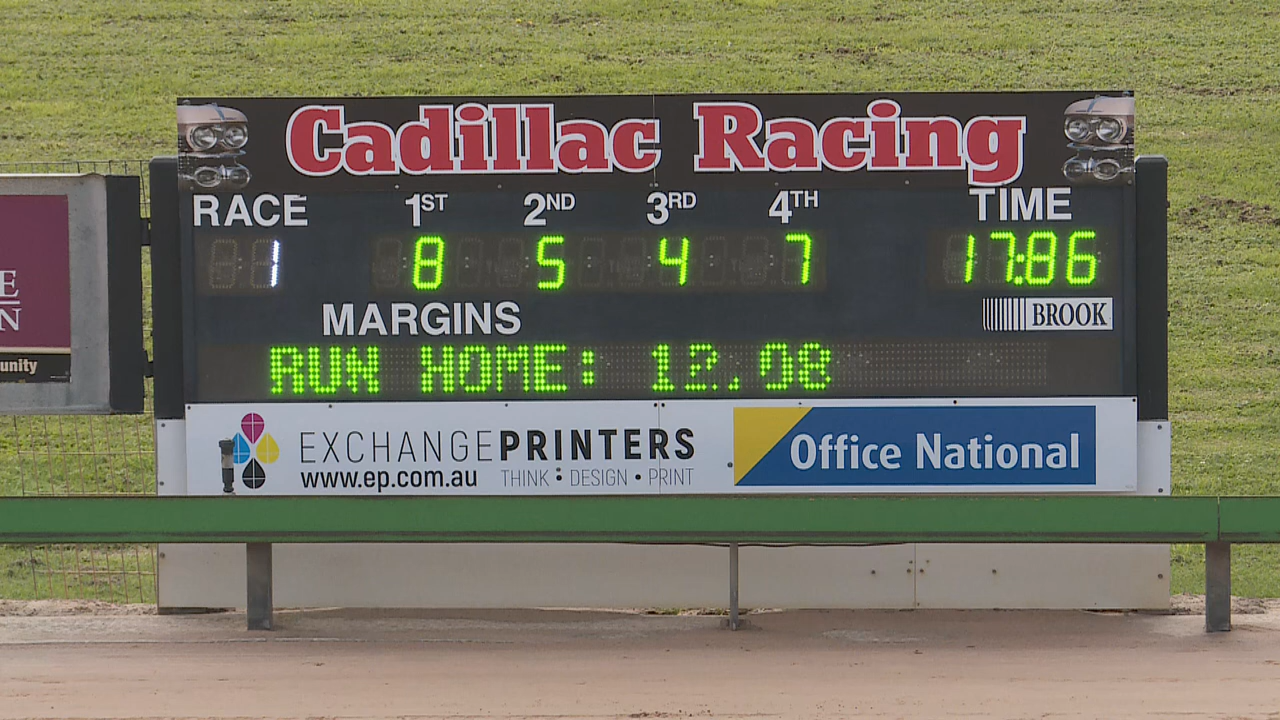 Cadillac Racing
RACE 1ST 2ND 3RD 4TH TIME
1 8 5 4 7 17:86
MARGINS
BROOK
RUN HOME: 12.08
EXCHANGEPRINTERS
www.ep.com.au THINK : DESIGN • PRINT
Office National
E
N
unity